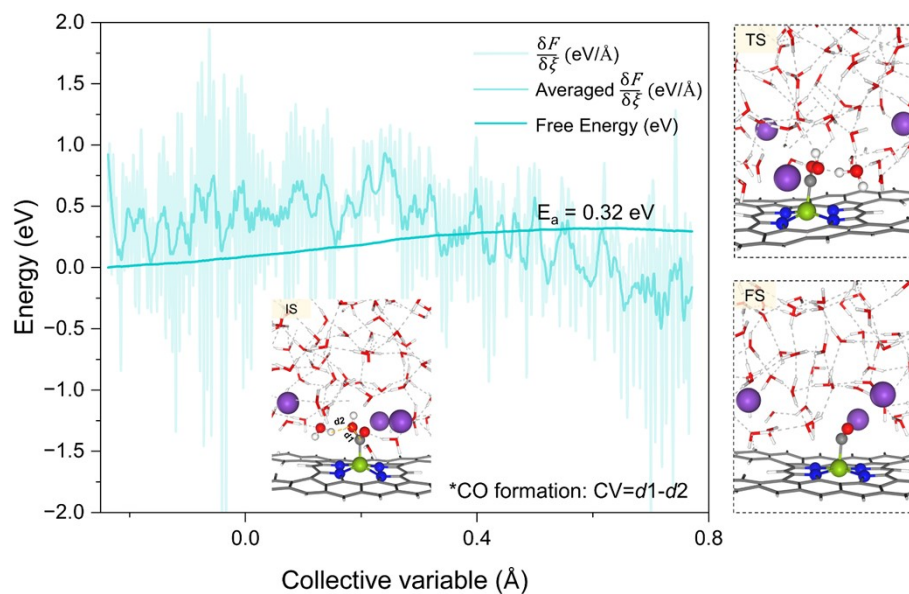 2.0
1.5
1.0
0.5
0.0
-0.5
-1.0
-1.5
-2.0
Energy (eV)
δF/δξ (eV/Å)
Averaged δF/δξ (eV/Å)
Free Energy (eV)
Eₐ = 0.32 eV
IS
d2
d1
*CO formation: CV=d1-d2
0.0 0.4 0.8
Collective variable (Å)
TS
FS